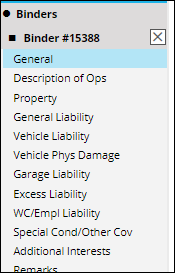 Binders
Binder #15388
General
Description of Ops
Property
General Liability
Vehicle Liability
Vehicle Phys Damage
Garage Liability
Excess Liability
WC/Empl Liability
Special Cond/Other Cov
Additional Interests
Remarks